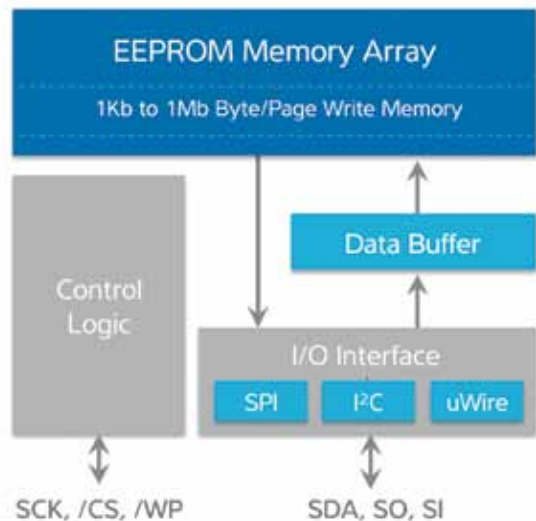 EEPROM Memory Array
1Kb to 1Mb Byte/Page Write Memory
Data Buffer
Control
Logic
I/O Interface
SPI
I²C
uWire
SCK, /CS, /WP
SDA, SO, SI